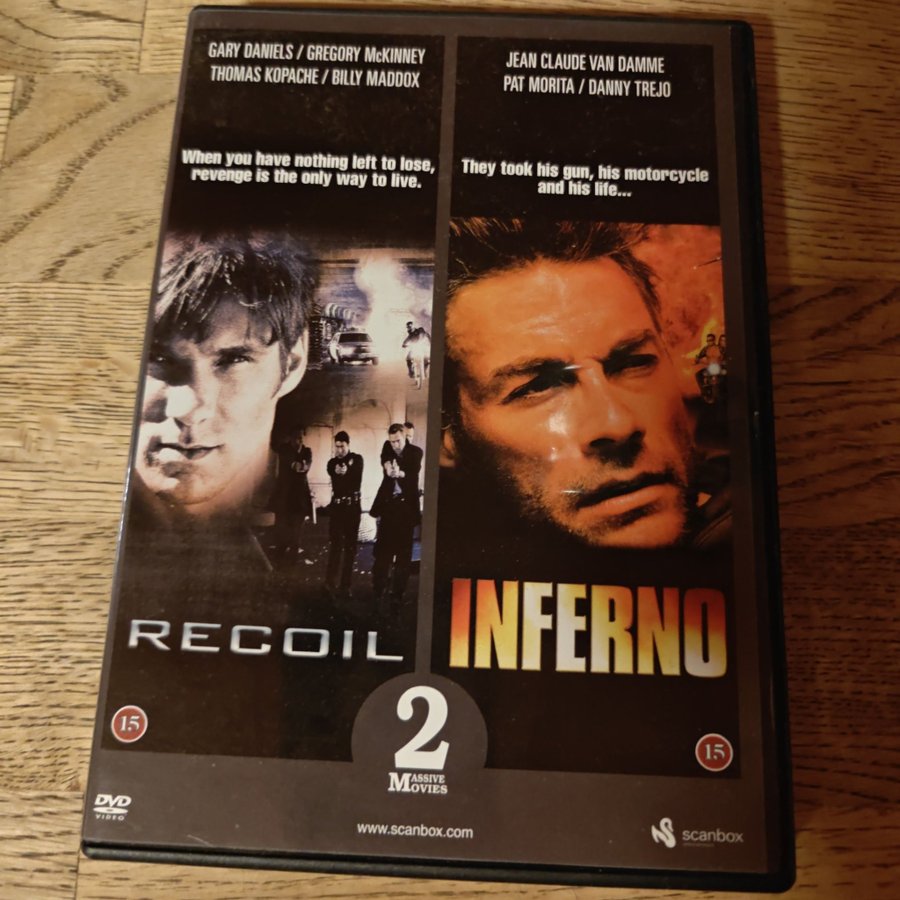 GARY DANIELS / GREGORY McKINNEY
THOMAS KOPACHE / BILLY MADDOX
When you have nothing left to lose,
revenge is the only way to live.
RECOIL
15
JEAN CLAUDE VAN DAMME
PAT MORITA / DANNY TREJO
They took his gun, his motorcycle
and his life...
INFERNO
15
2
MASSIVE
MOVIES
DVD
VIDEO
www.scanbox.com
scanbox